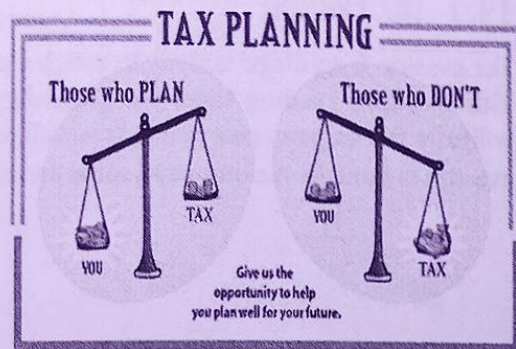 TAX PLANNING
Those who PLAN
Those who DON'T
TAX
YOU
YOU
TAX
Give us the
opportunity to help
you plan well for your future.